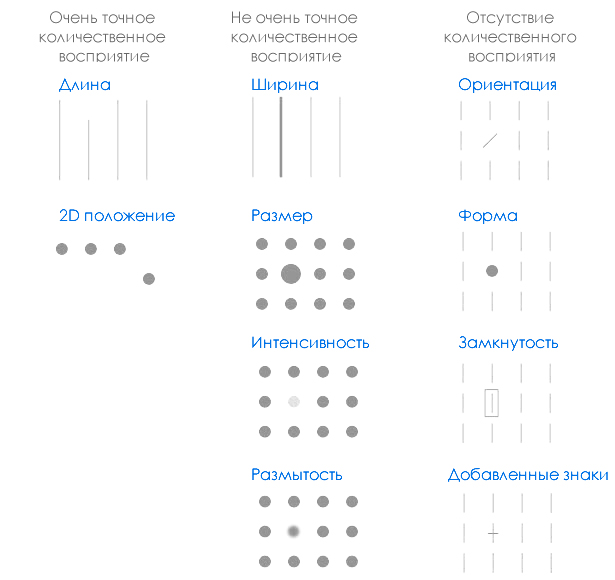 Очень точное
количественное
восприятие
Не очень точное
количественное
восприятие
Отсутствие
количественного
восприятия
Длина
Ширина
Ориентация
2D положение
Размер
Форма
Интенсивность
Замкнутость
Размытость
Добавленные знаки